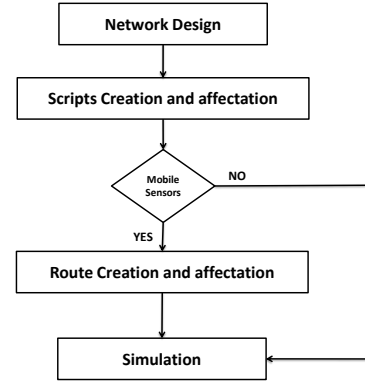 Network Design
Scripts Creation and affectation
Mobile
Sensors
NO
YES
Route Creation and affectation
Simulation